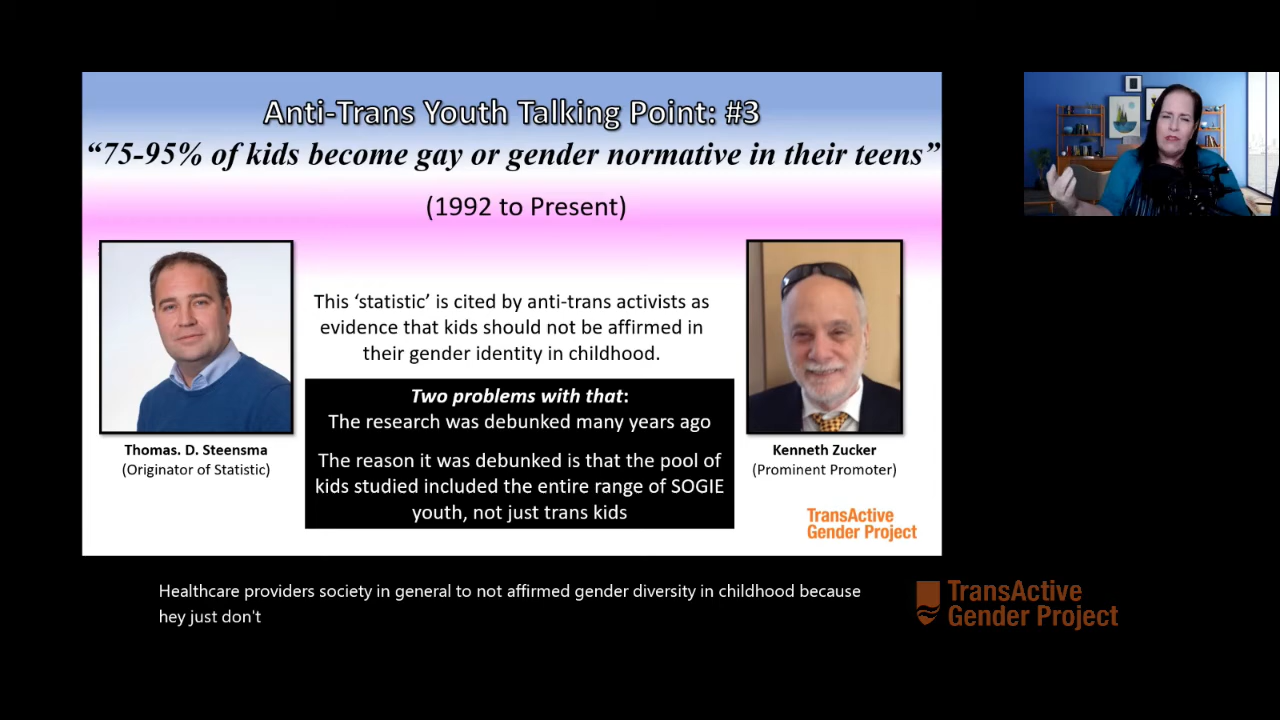 Anti-Trans Youth Talking Point: #3
“75-95% of kids become gay or gender normative in their teens”
(1992 to Present)
This ‘statistic’ is cited by anti-trans activists as
evidence that kids should not be affirmed in
their gender identity in childhood.
Two problems with that:
The research was debunked many years ago
The reason it was debunked is that the pool of
kids studied included the entire range of SOGIE
youth, not just trans kids
Thomas. D. Steensma
(Originator of Statistic)
Kenneth Zucker
(Prominent Promoter)
TransActive
Gender Project
Healthcare providers society in general to not affirmed gender diversity in childhood because
hey just don't
TransActive
Gender Project